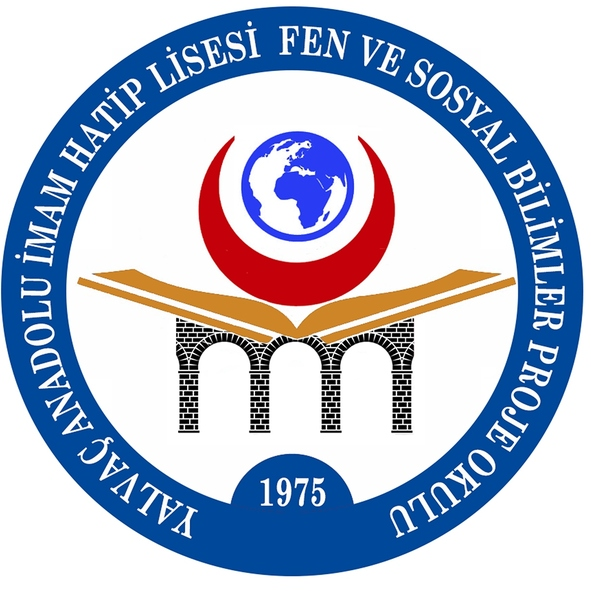 YALVAÇ ANADOLU İMAM HATİP LİSESİ FEN VE SOSYAL BİLİMLER PROJE OKULU
1975